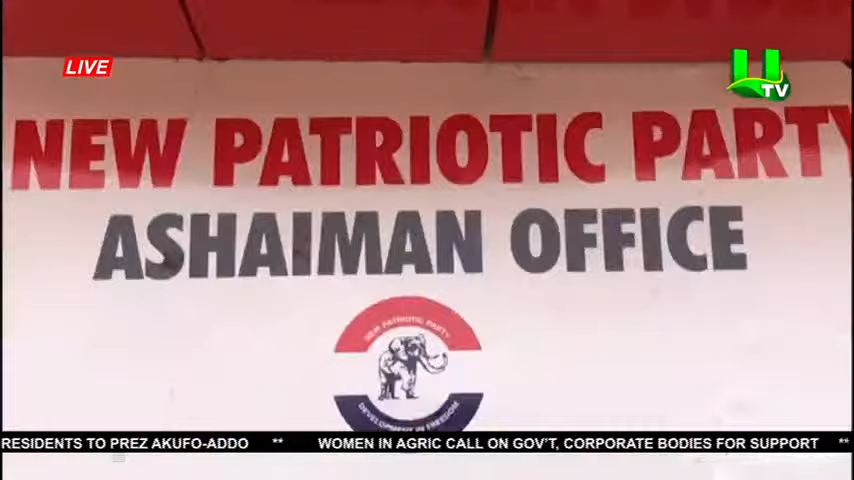 LIVE
U
TV
NEW PATRIOTIC PARTY
ASHAIMAN OFFICE
NEW PATRIOTIC PARTY
DEVELOPMENT IN FREEDOM
RESIDENTS TO PREZ AKUFO-ADDO ** WOMEN IN AGRIC CALL ON GOV'T, CORPORATE BODIES FOR SUPPORT **